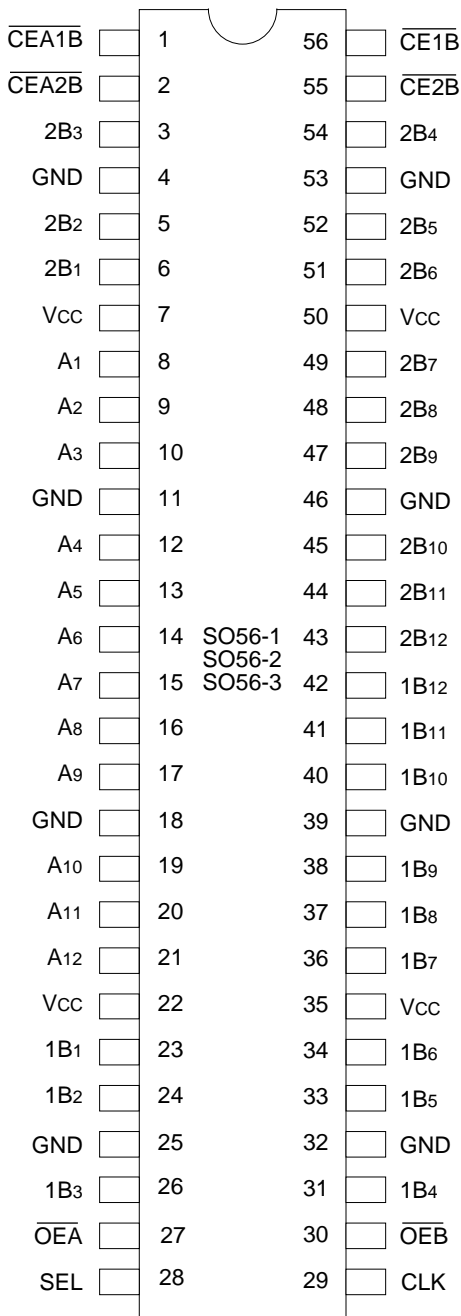 CEA1B 1 56 CE1B
CEA2B 2 55 CE2B
2B3 3 54 2B4
GND 4 53 GND
2B2 5 52 2B5
2B1 6 51 2B6
VCC 7 50 VCC
A1 8 49 2B7
A2 9 48 2B8
A3 10 47 2B9
GND 11 46 GND
A4 12 45 2B10
A5 13 44 2B11
A6 14 SO56-1 43 2B12
SO56-2
A7 15 SO56-3 42 1B12
A8 16 41 1B11
A9 17 40 1B10
GND 18 39 GND
A10 19 38 1B9
A11 20 37 1B8
A12 21 36 1B7
VCC 22 35 VCC
1B1 23 34 1B6
1B2 24 33 1B5
GND 25 32 GND
1B3 26 31 1B4
OEA 27 30 OEB
SEL 28 29 CLK